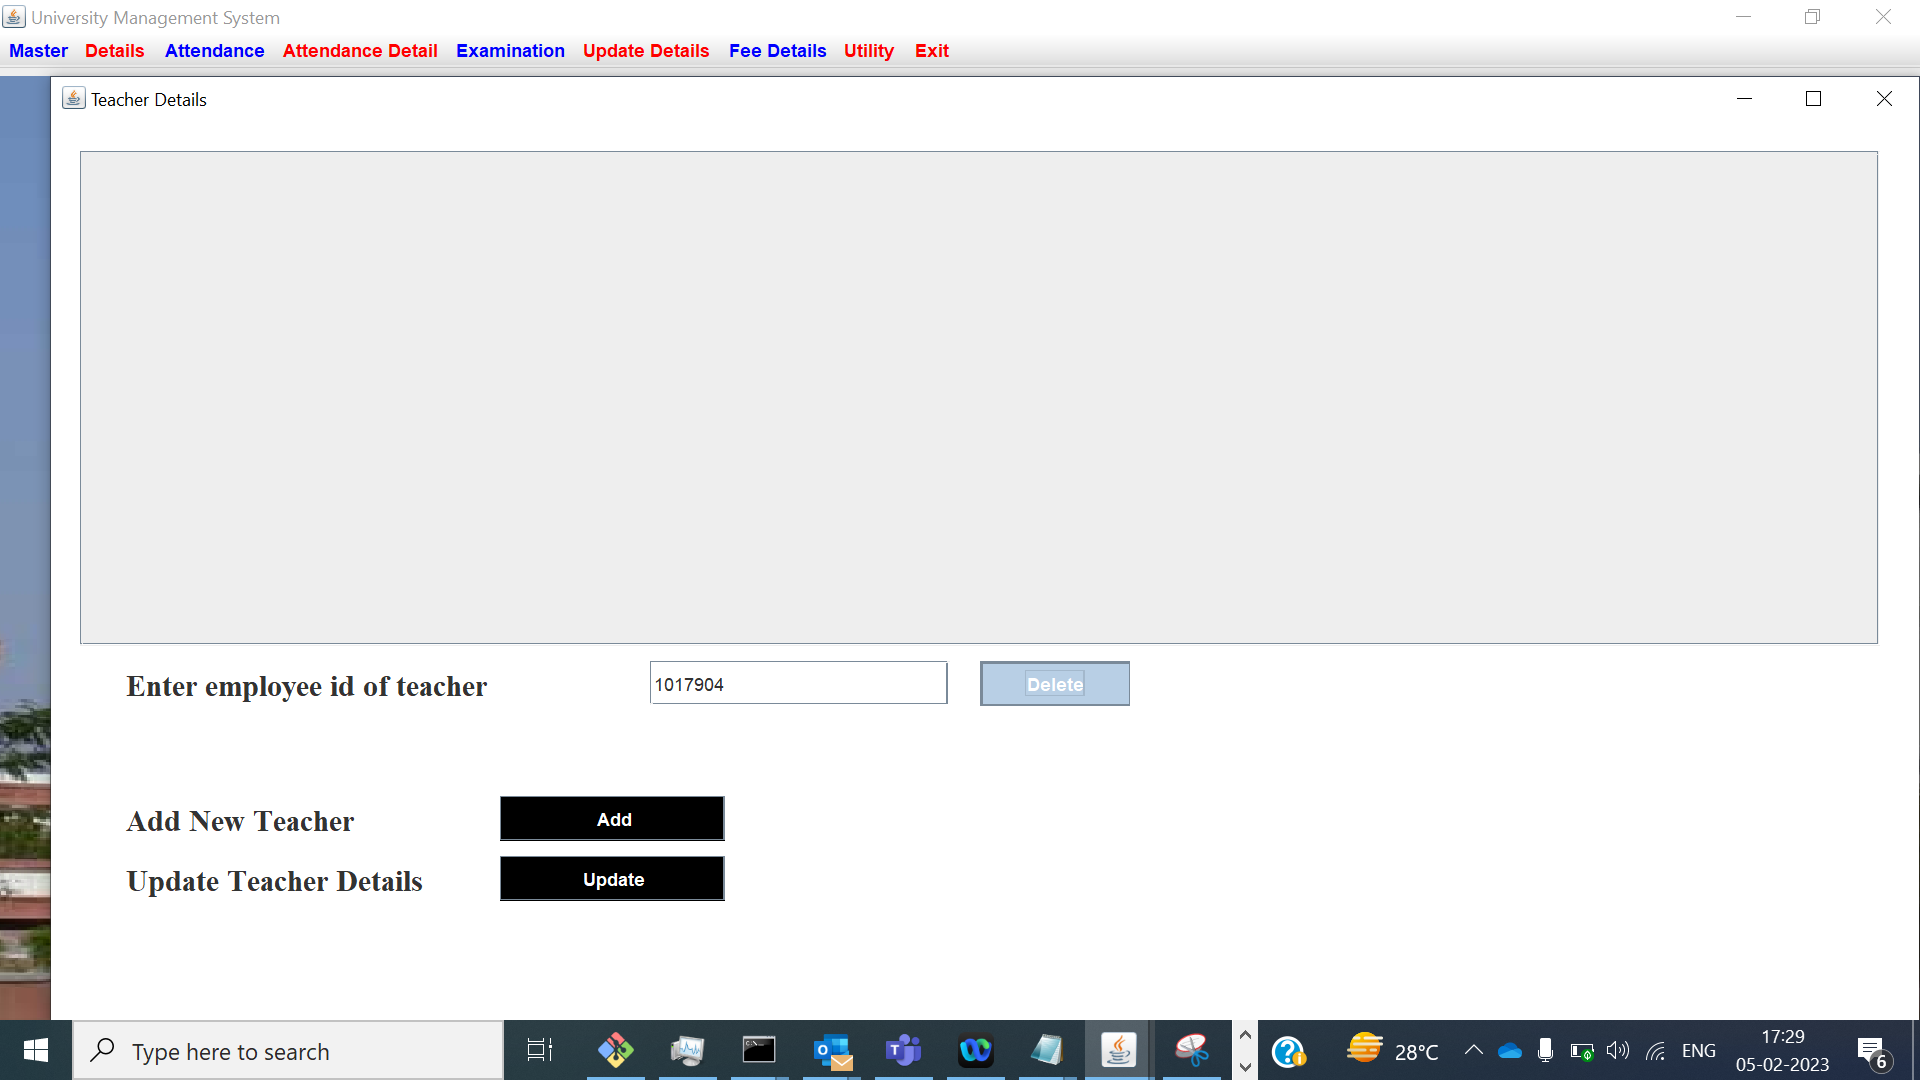 University Management System
Master Details Attendance Attendance Detail Examination Update Details Fee Details Utility Exit
Teacher Details
Enter employee id of teacher 1017904 Delete
Add New Teacher Add
Update Teacher Details Update
Type here to search 28°C ENG 17:29
05-02-2023 6